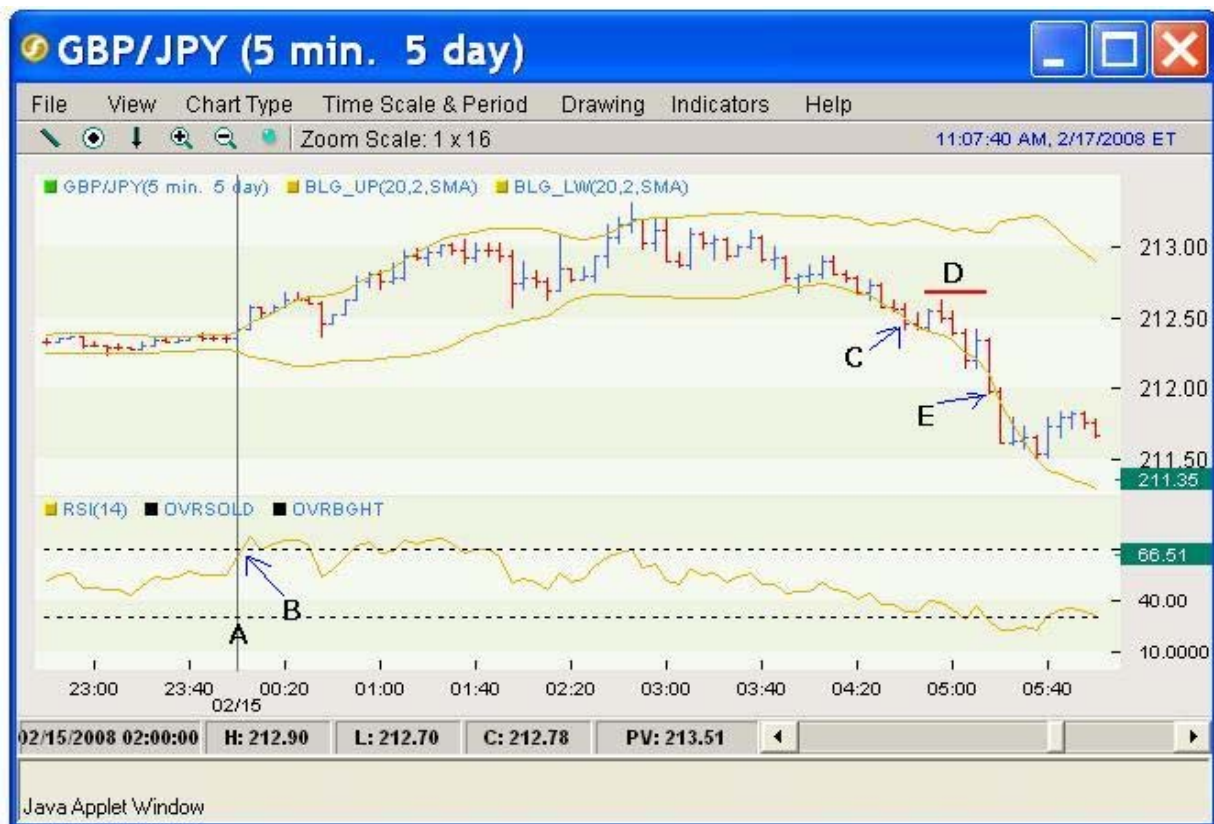 GBP/JPY (5 min. 5 day)
File View Chart Type Time Scale & Period Drawing Indicators Help
Zoom Scale: 1 x 16 11:07:40 AM, 2/17/2008 ET
GBP/JPY(5 min. 5 day) BLG_UP(20,2,SMA) BLG_LW(20,2,SMA)
213.00
D
212.50
C
212.00
E
211.50
211.35
RSI(14) OVRSOLD OVRBGHT
66.51
B
40.00
A
10.0000
23:00 23:40 00:20 01:00 01:40 02:20 03:00 03:40 04:20 05:00 05:40
02/15
02/15/2008 02:00:00 H: 212.90 L: 212.70 C: 212.78 PV: 213.51
Java Applet Window